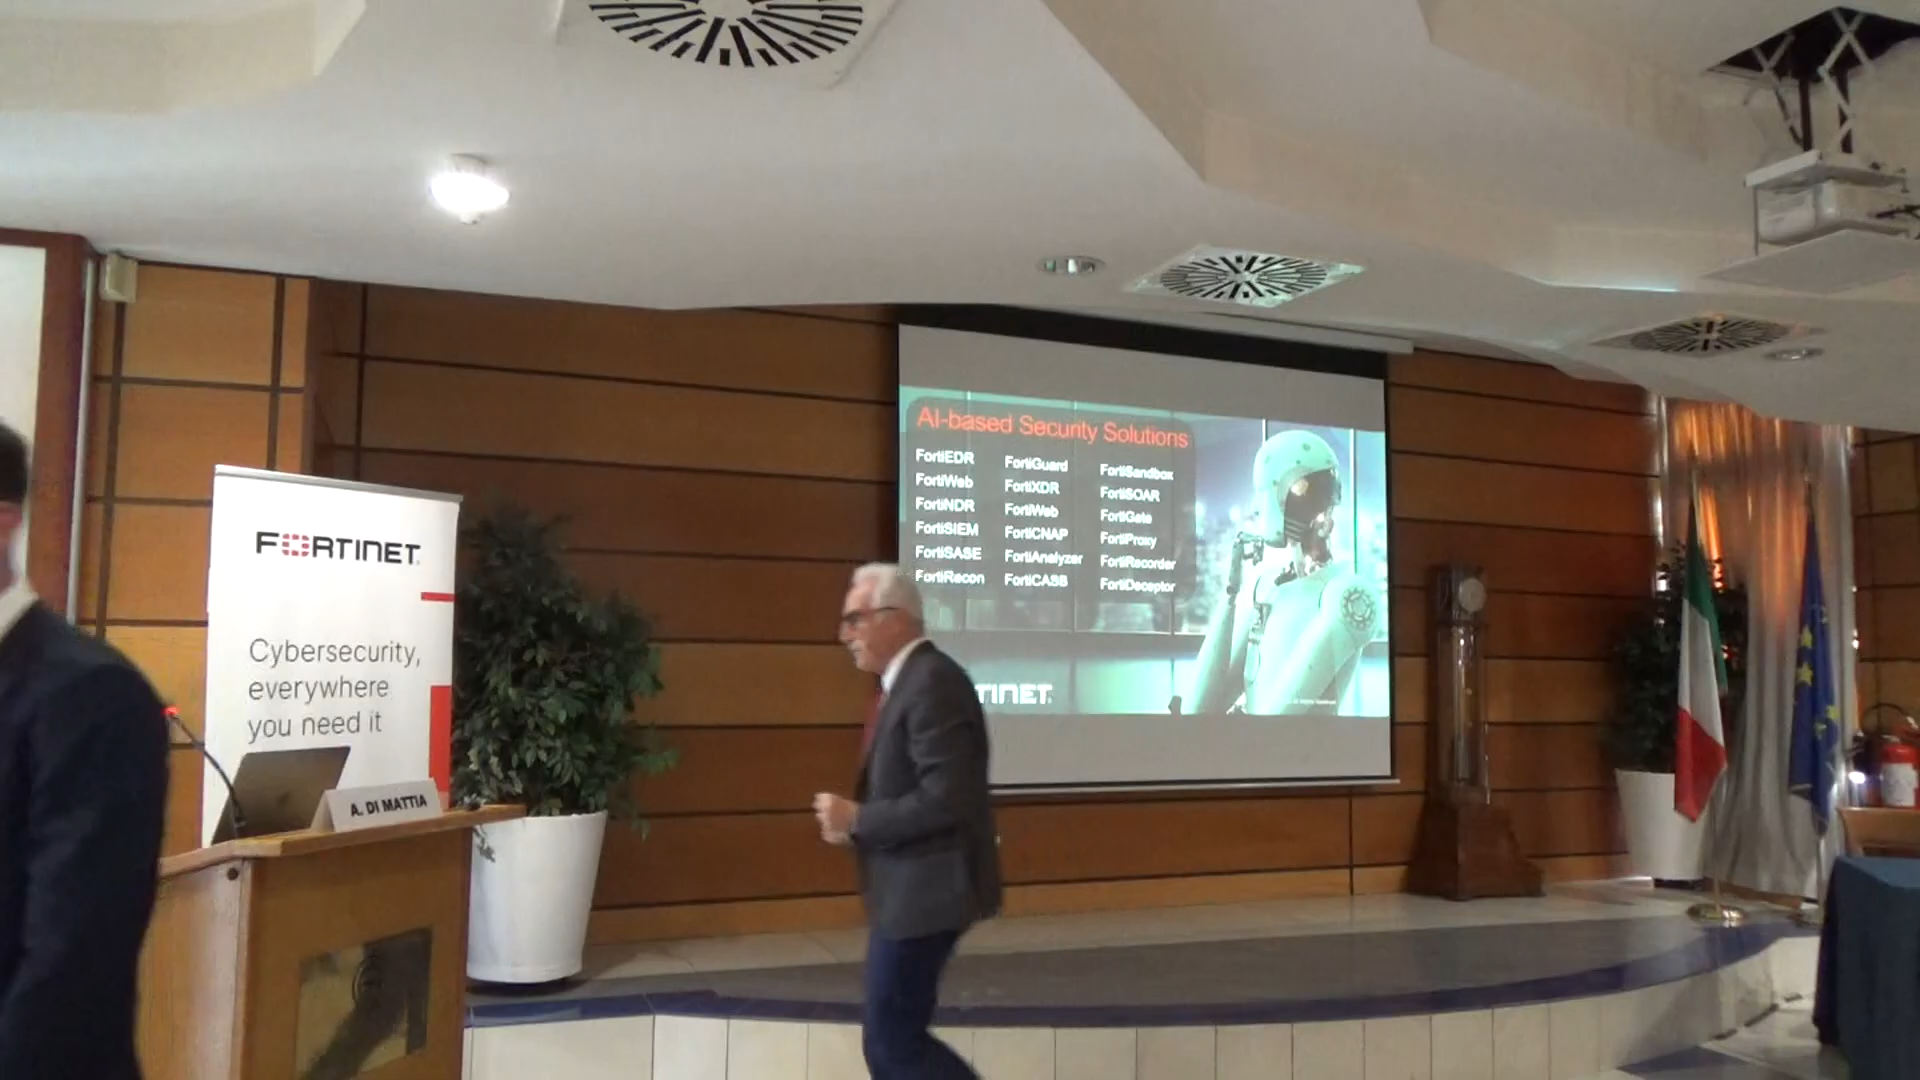 FORTINET
Cybersecurity,
everywhere
you need it
A. DI MATTIA
AI-based Security Solutions
FortiEDR
FortiWeb
FortiNDR
FortiSIEM
FortiSASE
FortiRecon
FortiGuard
FortiXDR
FortiWeb
FortiCNAP
FortiAnalyzer
FortiCASB
FortiSandbox
FortiSOAR
FortiGate
FortiProxy
FortiRecorder
FortiDeceptor
TINET